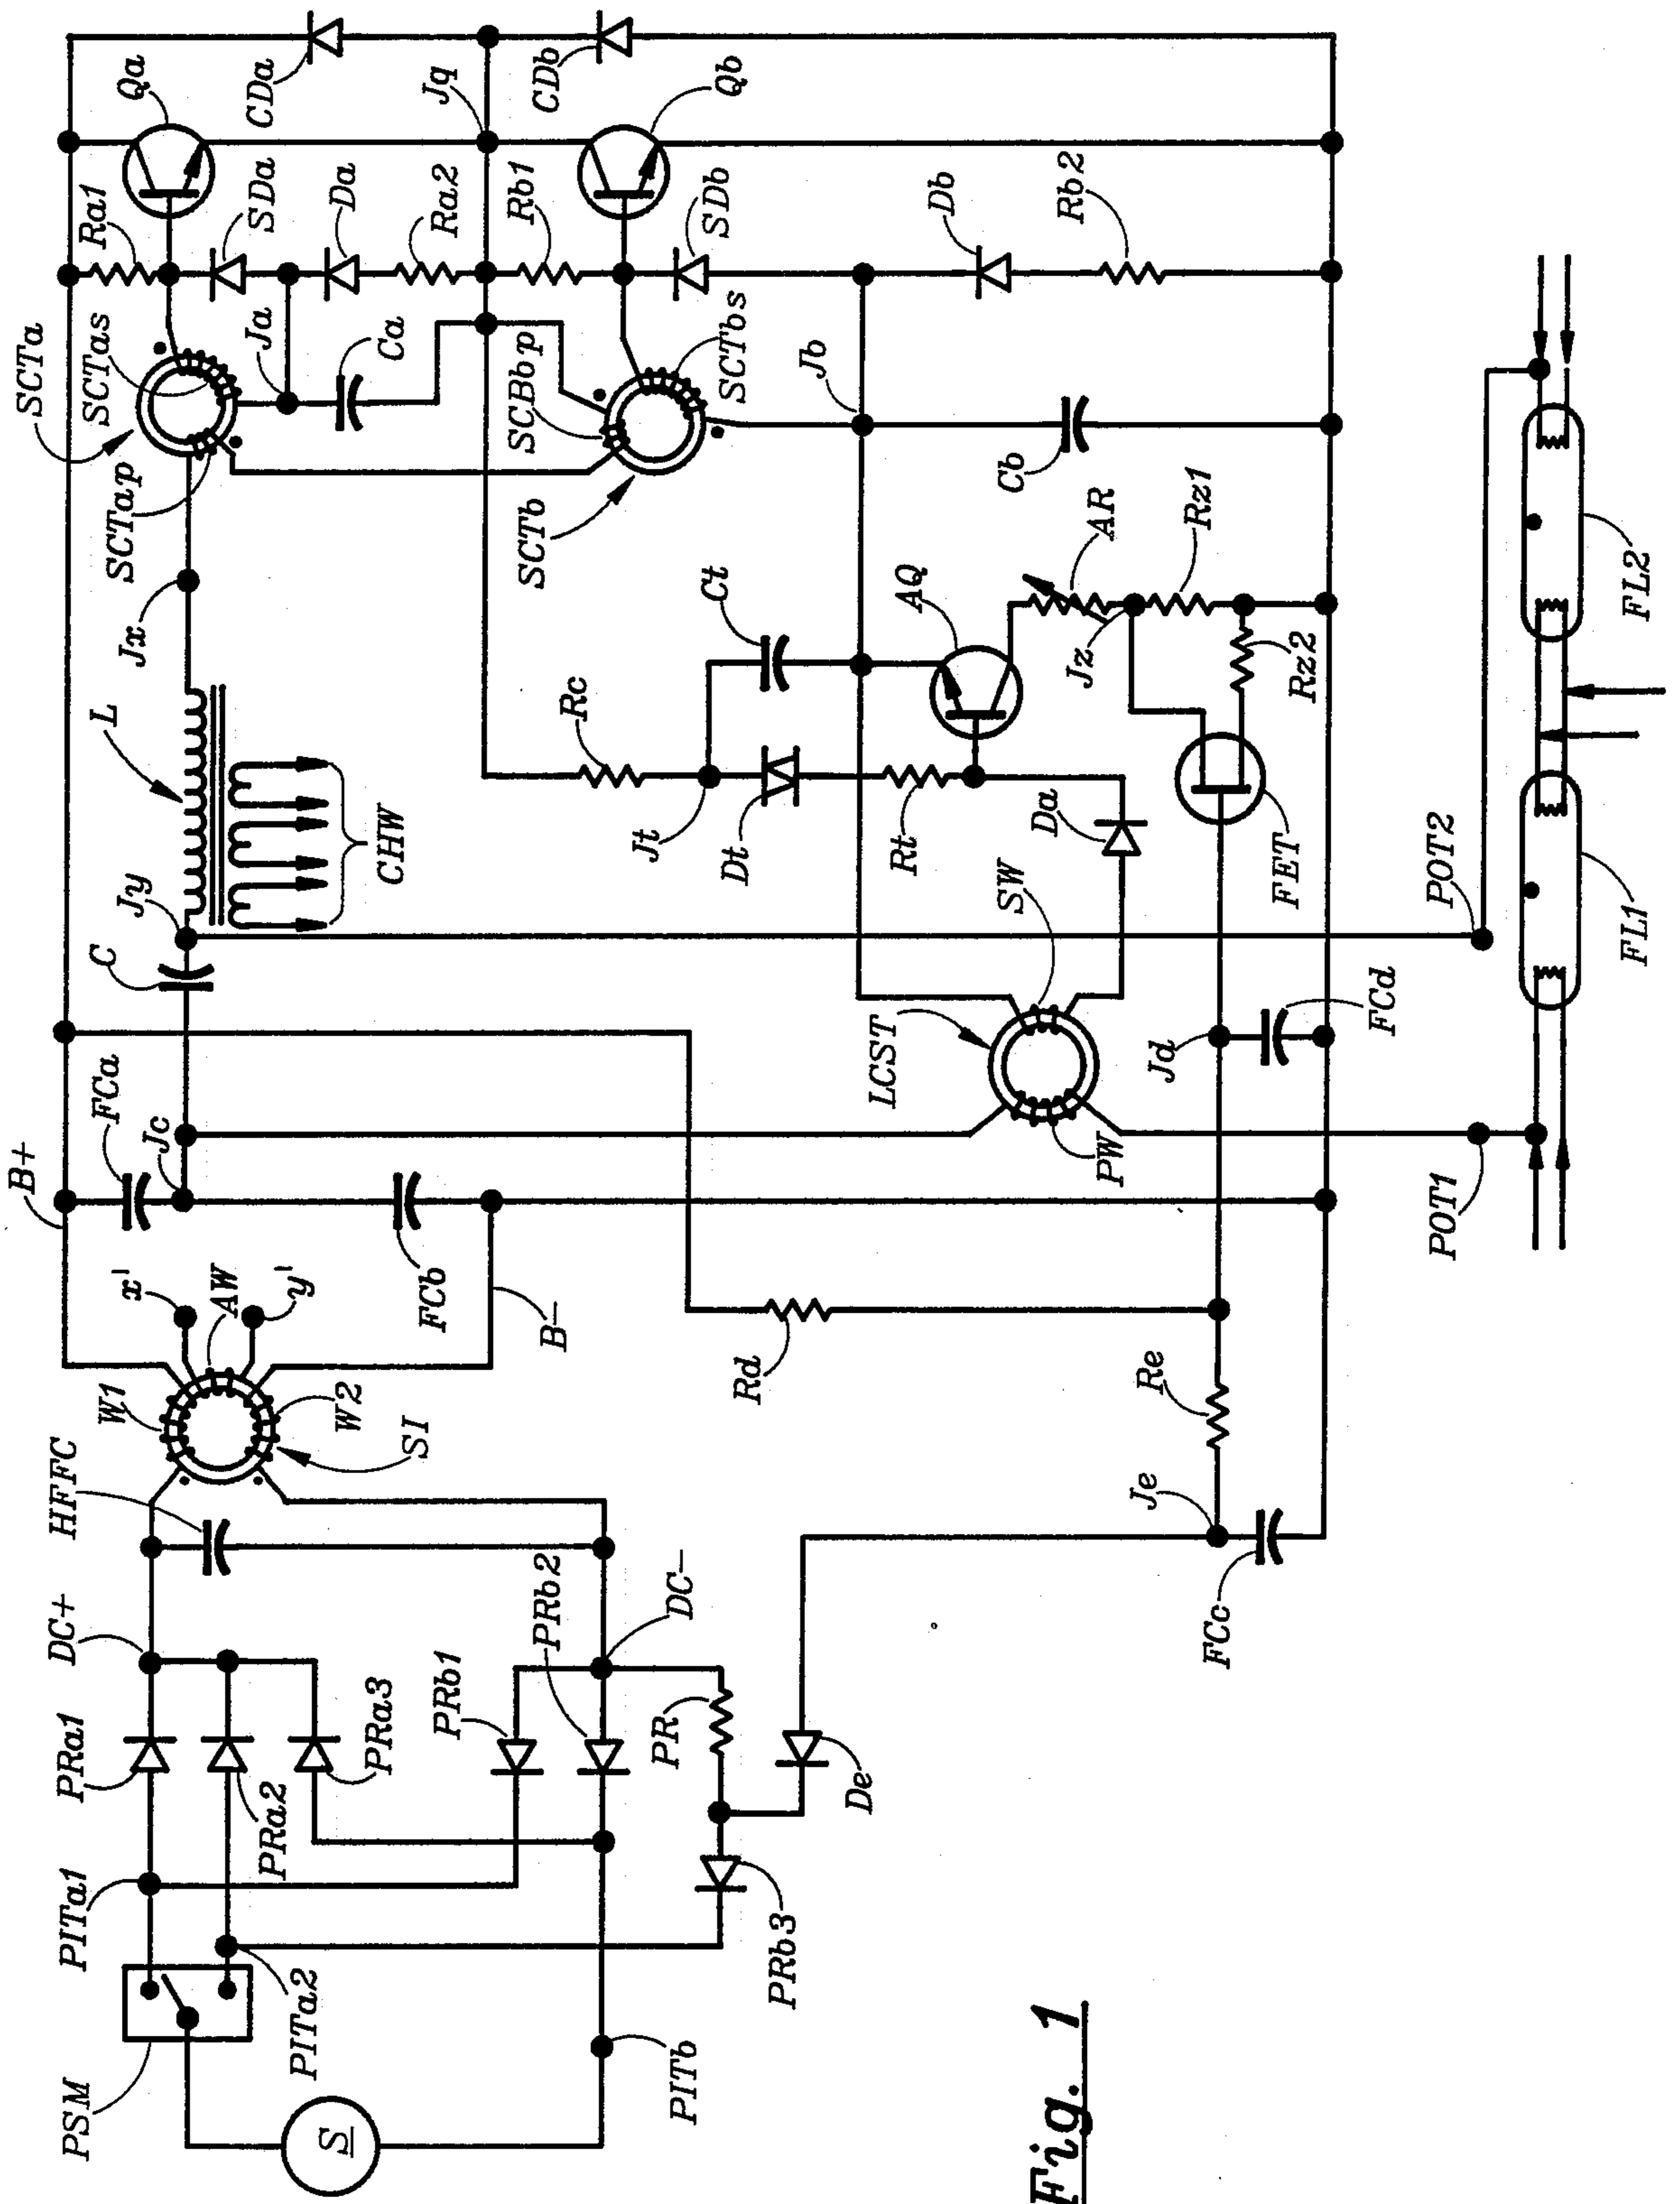 PSM
S
PITa1
PITa2
PITb
PRa1
PRa2
PRa3
PRb1
PRb2
PRb3
PR
De
DC+
DC-
HFFC
W1
W2
SI
AW
x'
y'
B+
B-
FCa
FCb
Jc
C
Jy
L
CHW
Jx
SCTap
SCTa
SCTas
Ja
Ca
Ra1
Qa
SDa
Da
Ra2
CDa
Jq
CDb
Rb1
Qb
SDb
SCBbp
SCTbs
SCTb
Jb
Cb
Db
Rb2
Ct
Rc
Jt
Dt
Rt
AQ
AR
Jz
Rz1
Rz2
Da
FET
SW
LCST
PW
Jd
FCd
Rd
Re
Je
FCc
POT1
POT2
FL1
FL2
Fig. 1